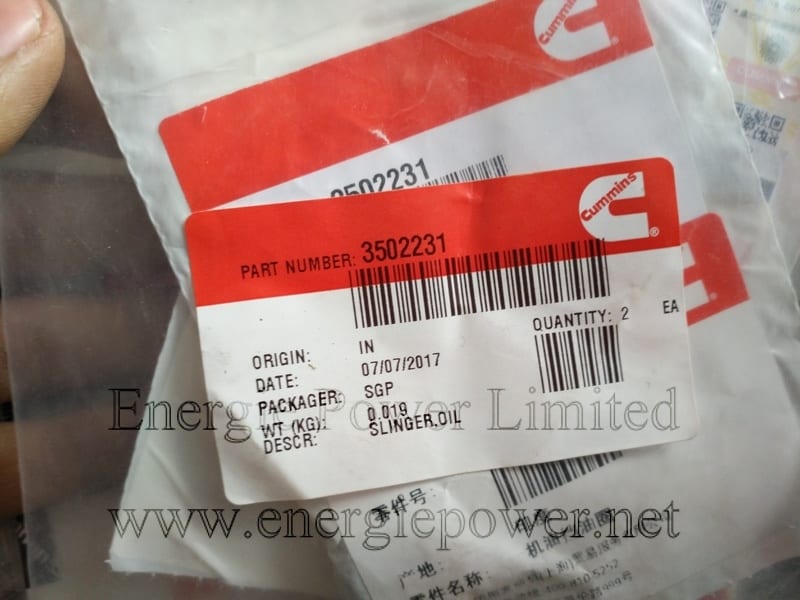 Cummins
3502231
Cummins
®
PART NUMBER: 3502231
QUANTITY: 2 EA
ORIGIN: IN
DATE: 07/07/2017
PACKAGER: SGP
WT (KG): 0.019
DESCR: SLINGER,OIL
Energie Power Limited
零件号:
www.energiepower.net
产地:
零件名称: